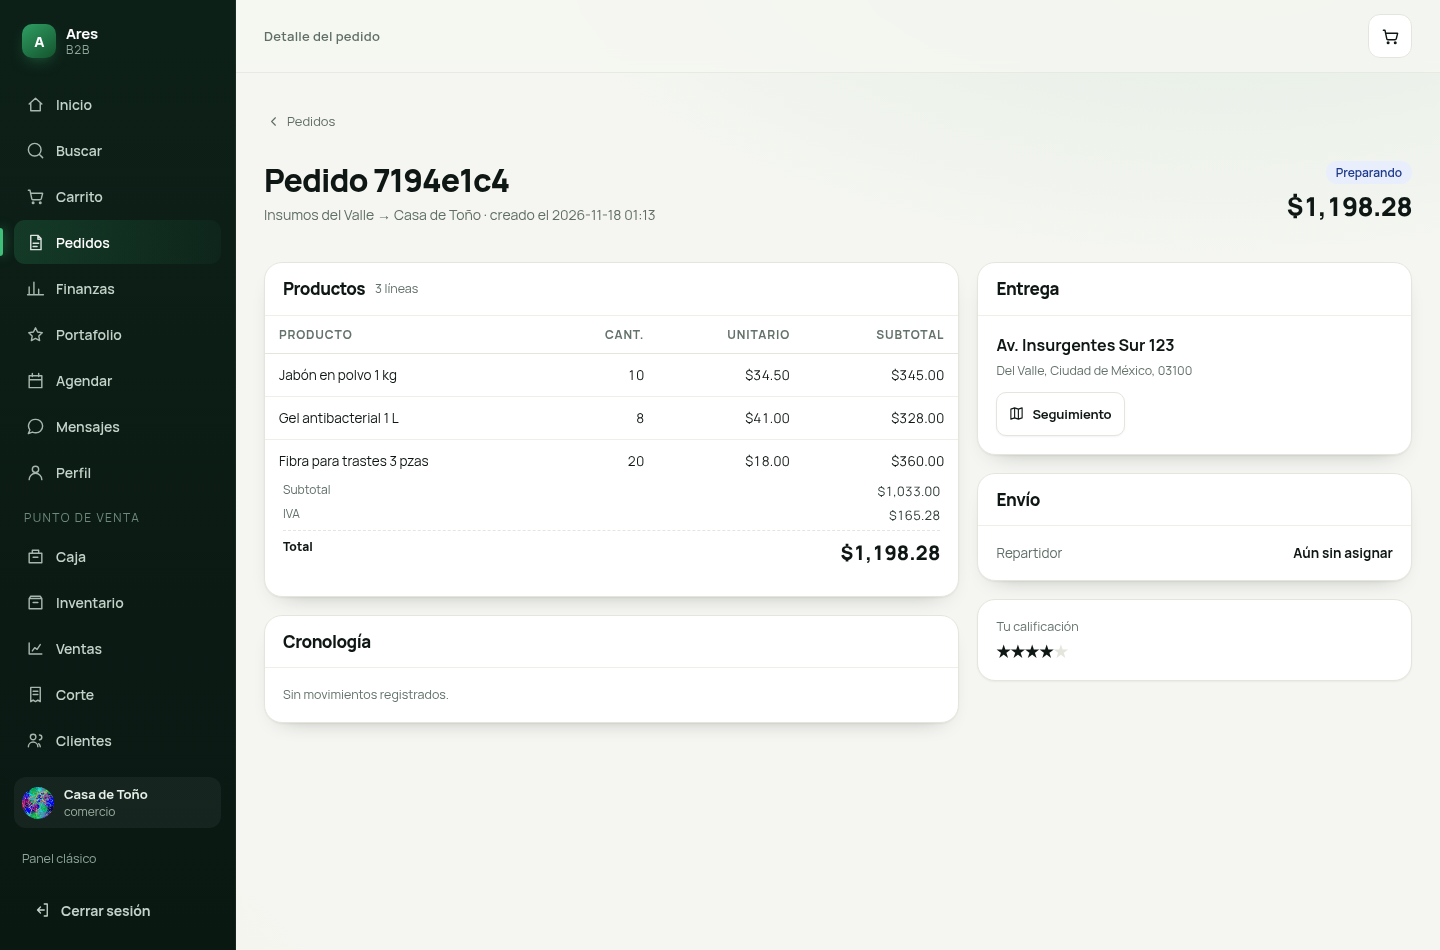 A
Ares
B2B
Inicio
Buscar
Carrito
Pedidos
Finanzas
Portafolio
Agendar
Mensajes
Perfil
PUNTO DE VENTA
Caja
Inventario
Ventas
Corte
Clientes
Casa de Toño
comercio
Panel clásico
Cerrar sesión
Detalle del pedido
Pedidos
Pedido 7194e1c4
Insumos del Valle → Casa de Toño · creado el 2026-11-18 01:13
Preparando
$1,198.28
Productos 3 líneas
PRODUCTO CANT. UNITARIO SUBTOTAL
Jabón en polvo 1 kg 10 $34.50 $345.00
Gel antibacterial 1 L 8 $41.00 $328.00
Fibra para trastes 3 pzas 20 $18.00 $360.00
Subtotal $1,033.00
IVA $165.28
Total $1,198.28
Cronología
Sin movimientos registrados.
Entrega
Av. Insurgentes Sur 123
Del Valle, Ciudad de México, 03100
Seguimiento
Envío
Repartidor Aún sin asignar
Tu calificación
★★★★★